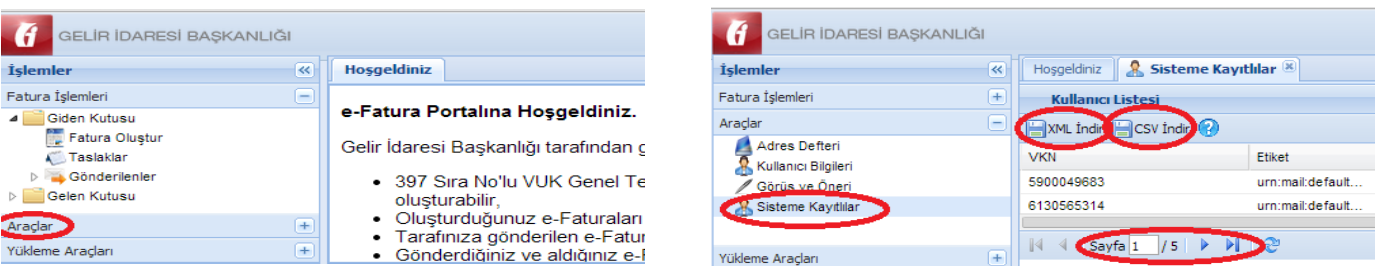 GELİR İDARESİ BAŞKANLIĞI
İşlemler
Fatura İşlemleri
Giden Kutusu
Fatura Oluştur
Taslaklar
Gönderilenler
Gelen Kutusu
Araçlar
Yükleme Araçları
Hoşgeldiniz
e-Fatura Portalına Hoşgeldiniz.
Gelir İdaresi Başkanlığı tarafından
• 397 Sıra No'lu VUK Genel Te
oluşturabilir,
• Oluşturduğunuz e-Faturaları
• Tarafınıza gönderilen e-Fatur
• Gönderdiğiniz ve aldığınız e-F
GELİR İDARESİ BAŞKANLIĞI
İşlemler
Fatura İşlemleri
Araçlar
Adres Defteri
Kullanıcı Bilgileri
Görüş ve Öneri
Sisteme Kayıtlılar
Yükleme Araçları
Hoşgeldiniz Sisteme Kayıtlılar
Kullanıcı Listesi
XML İndir CSV İndir
VKN Etiket
5900049683 urn:mail:default...
6130565314 urn:mail:default...
Sayfa 1 / 5